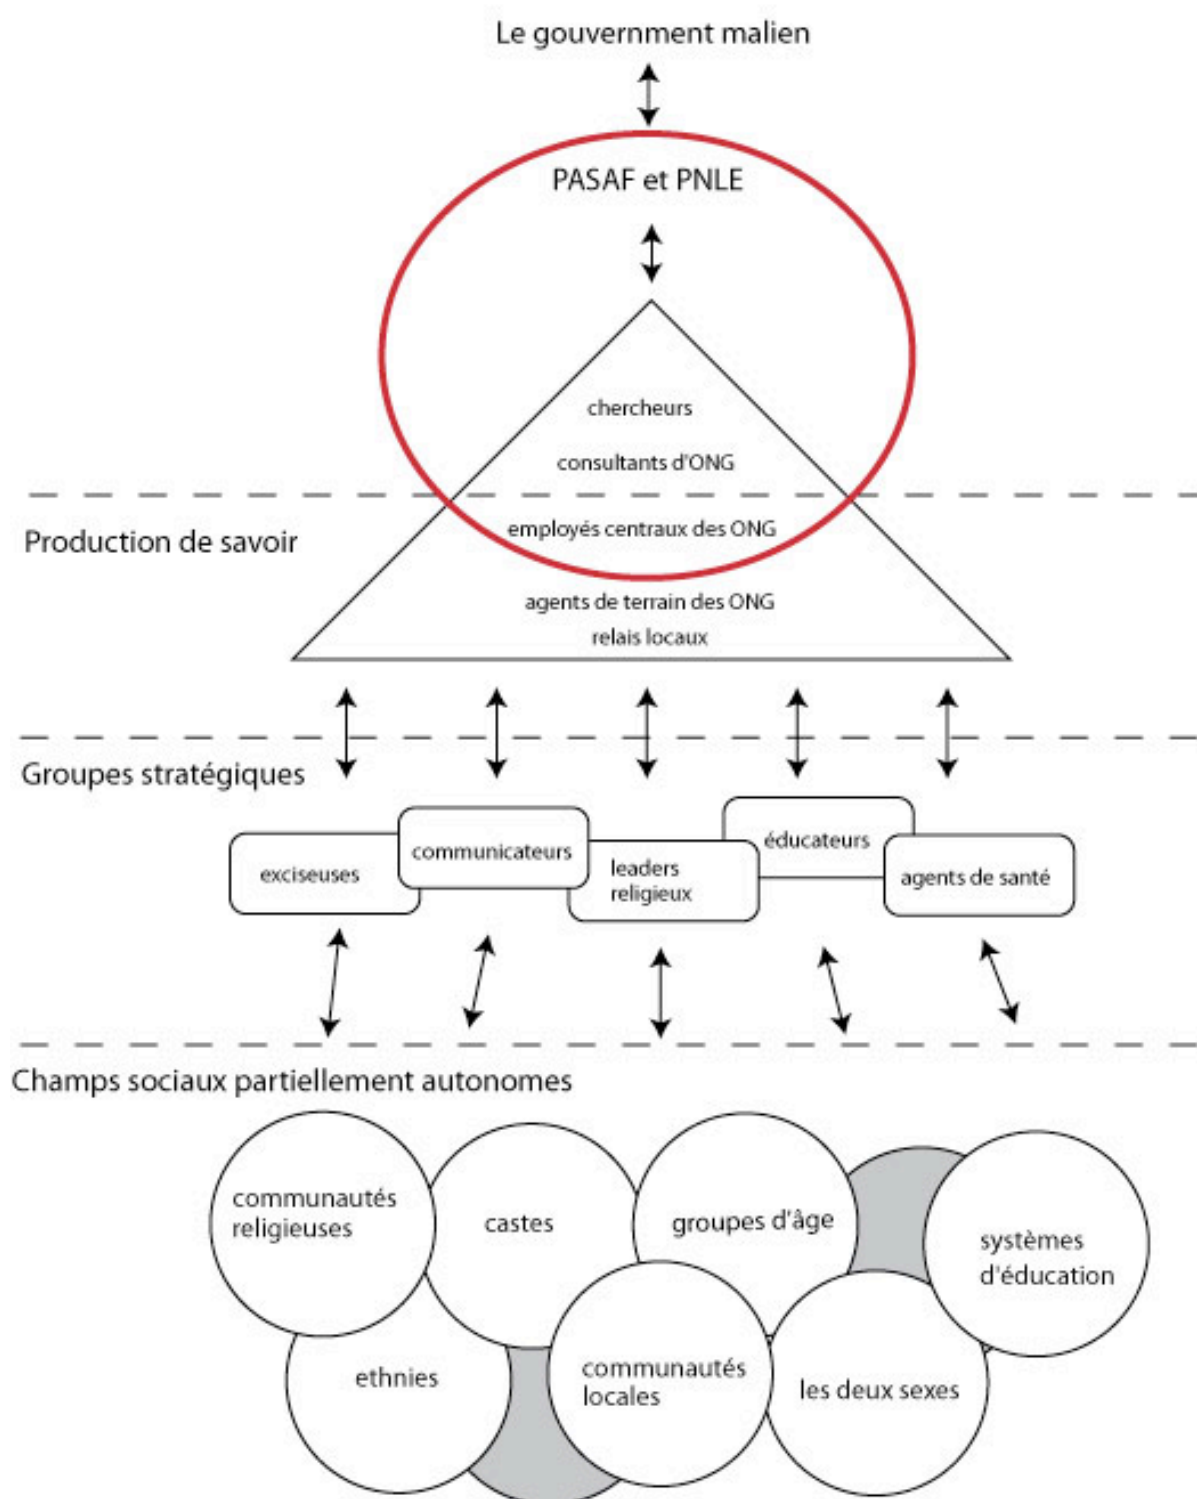 Le gouvernment malien
PASAF et PNLE
chercheurs
consultants d'ONG
employés centraux des ONG
Production de savoir
agents de terrain des ONG
relais locaux
Groupes stratégiques
exciseuses
communicateurs
leaders
religieux
éducateurs
agents de santé
Champs sociaux partiellement autonomes
communautés
religieuses
castes
groupes d'âge
systèmes
d'éducation
ethnies
communautés
locales
les deux sexes